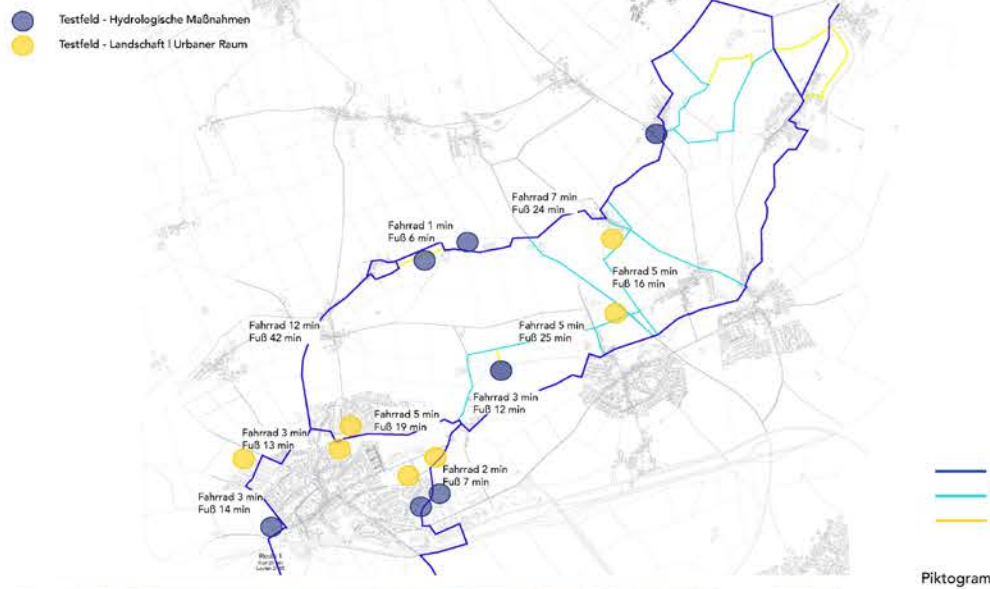 Testfeld - Hydrologische Maßnahmen
Testfeld - Landschaft | Urbaner Raum
Fahrrad 7 min
Fuß 24 min
Fahrrad 1 min
Fuß 6 min
Fahrrad 5 min
Fuß 16 min
Fahrrad 12 min
Fuß 42 min
Fahrrad 5 min
Fuß 25 min
Fahrrad 3 min
Fuß 12 min
Fahrrad 5 min
Fuß 19 min
Fahrrad 3 min
Fuß 13 min
Fahrrad 2 min
Fuß 7 min
Fahrrad 3 min
Fuß 14 min
Piktogram